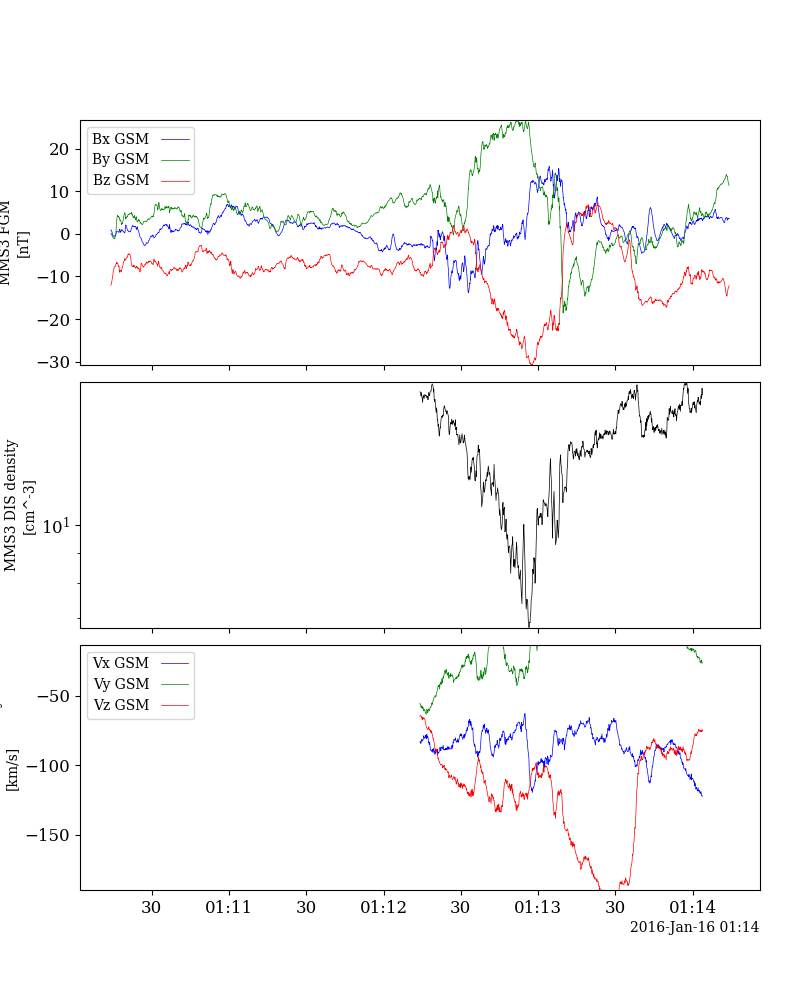 Bx GSM
By GSM
Bz GSM
20
10
0
−10
−20
−30
MMS3 FGM
[nT]
MMS3 DIS density
[cm^-3]
10^1
Vx GSM
Vy GSM
Vz GSM
−50
−100
−150
[km/s]
30 01:11 30 01:12 30 01:13 30 01:14
2016-Jan-16 01:14